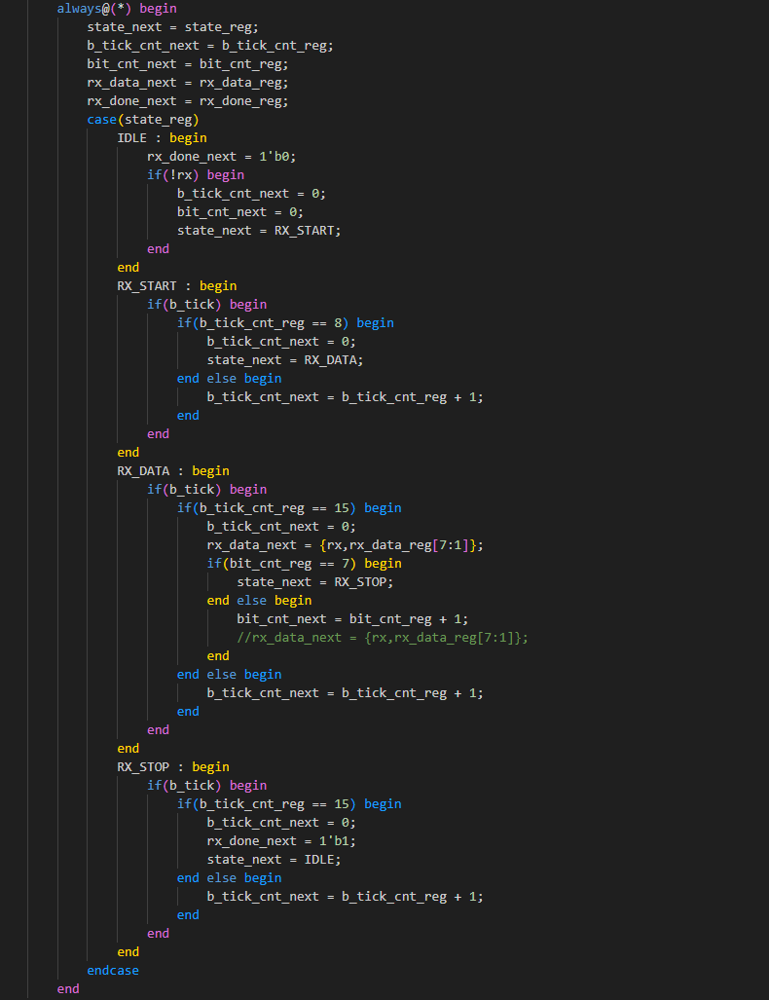 always@(*) begin
state_next = state_reg;
b_tick_cnt_next = b_tick_cnt_reg;
bit_cnt_next = bit_cnt_reg;
rx_data_next = rx_data_reg;
rx_done_next = rx_done_reg;
case(state_reg)
IDLE : begin
rx_done_next = 1'b0;
if(!rx) begin
b_tick_cnt_next = 0;
bit_cnt_next = 0;
state_next = RX_START;
end
end
RX_START : begin
if(b_tick) begin
if(b_tick_cnt_reg == 8) begin
b_tick_cnt_next = 0;
state_next = RX_DATA;
end else begin
b_tick_cnt_next = b_tick_cnt_reg + 1;
end
end
end
RX_DATA : begin
if(b_tick) begin
if(b_tick_cnt_reg == 15) begin
b_tick_cnt_next = 0;
rx_data_next = {rx,rx_data_reg[7:1]};
if(bit_cnt_reg == 7) begin
state_next = RX_STOP;
end else begin
bit_cnt_next = bit_cnt_reg + 1;
//rx_data_next = {rx,rx_data_reg[7:1]};
end
end else begin
b_tick_cnt_next = b_tick_cnt_reg + 1;
end
end
end
RX_STOP : begin
if(b_tick) begin
if(b_tick_cnt_reg == 15) begin
b_tick_cnt_next = 0;
rx_done_next = 1'b1;
state_next = IDLE;
end else begin
b_tick_cnt_next = b_tick_cnt_reg + 1;
end
end
end
endcase
end